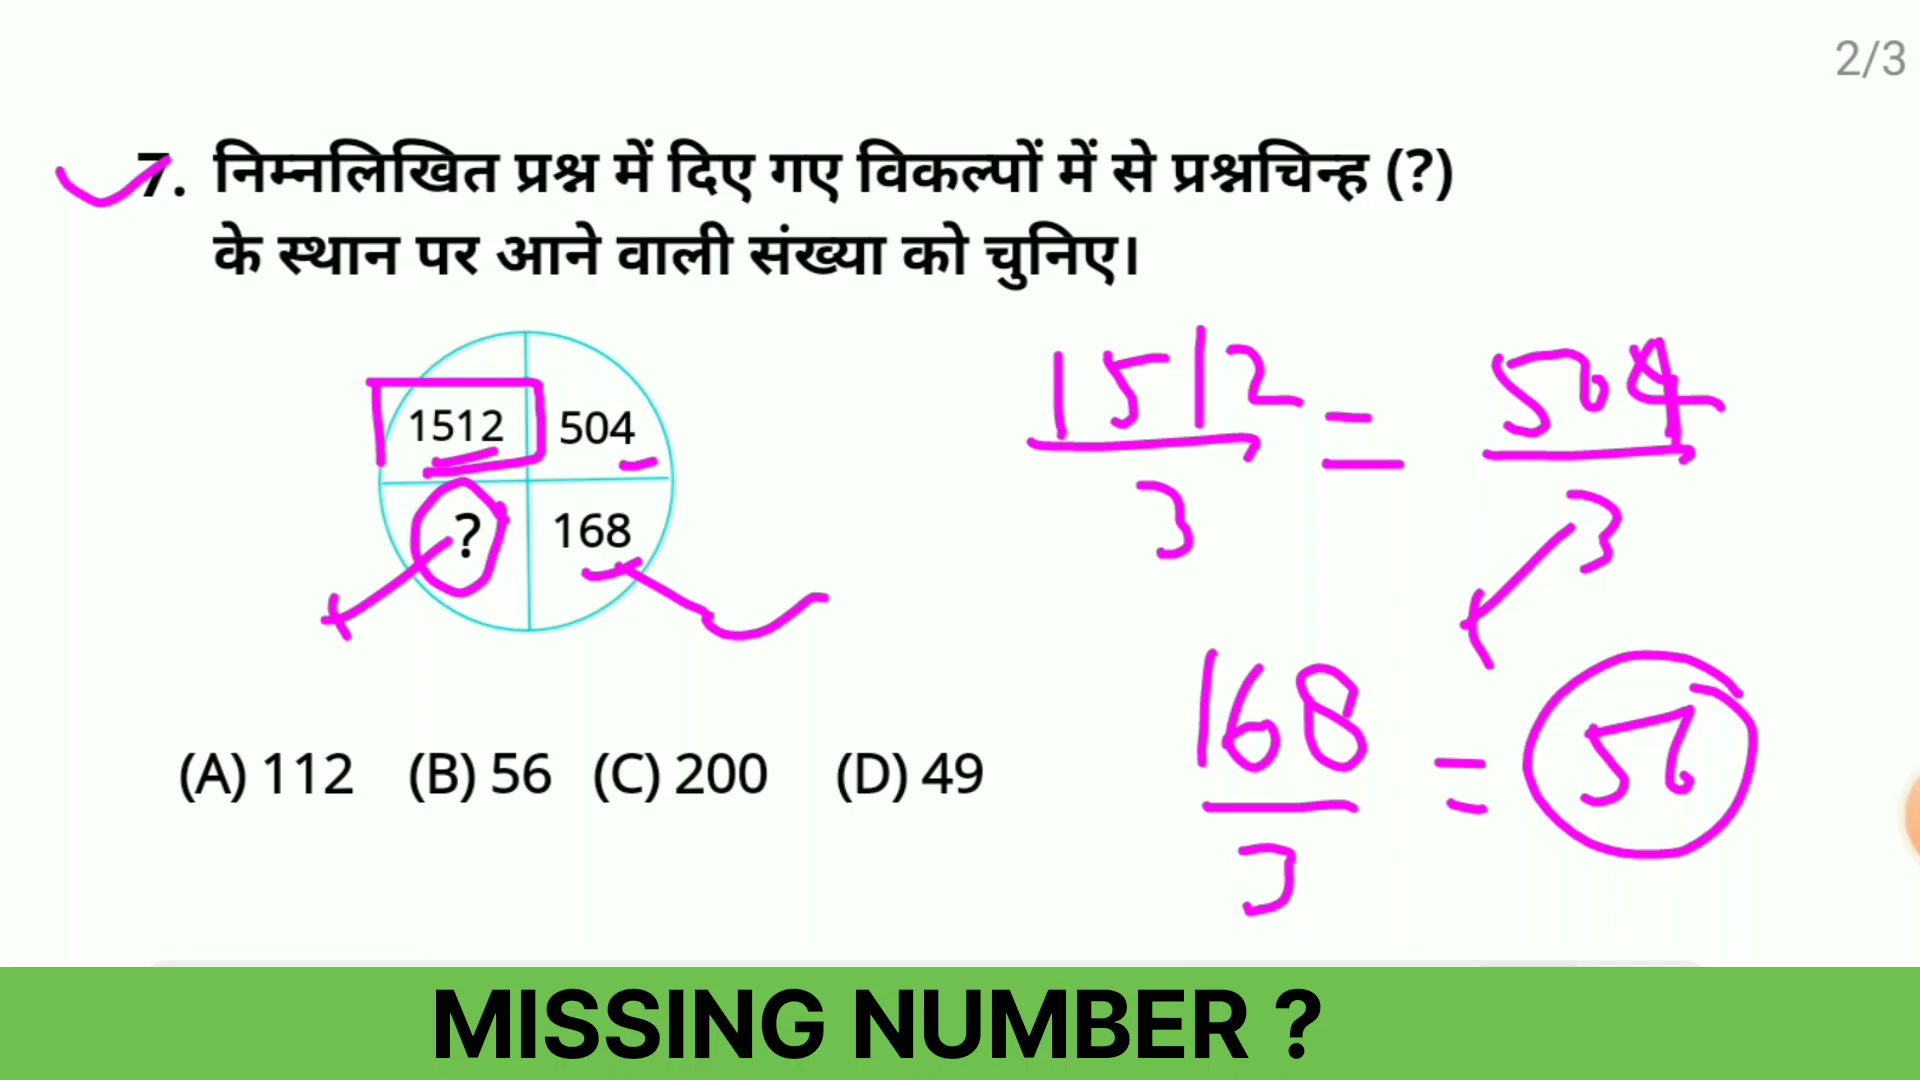 2/3
7. निम्नलिखित प्रश्न में दिए गए विकल्पों में से प्रश्नचिन्ह (?)
के स्थान पर आने वाली संख्या को चुनिए।
1512 504
? 168
1512 = 504
3 3
168 = 56
3
(A) 112 (B) 56 (C) 200 (D) 49
MISSING NUMBER ?